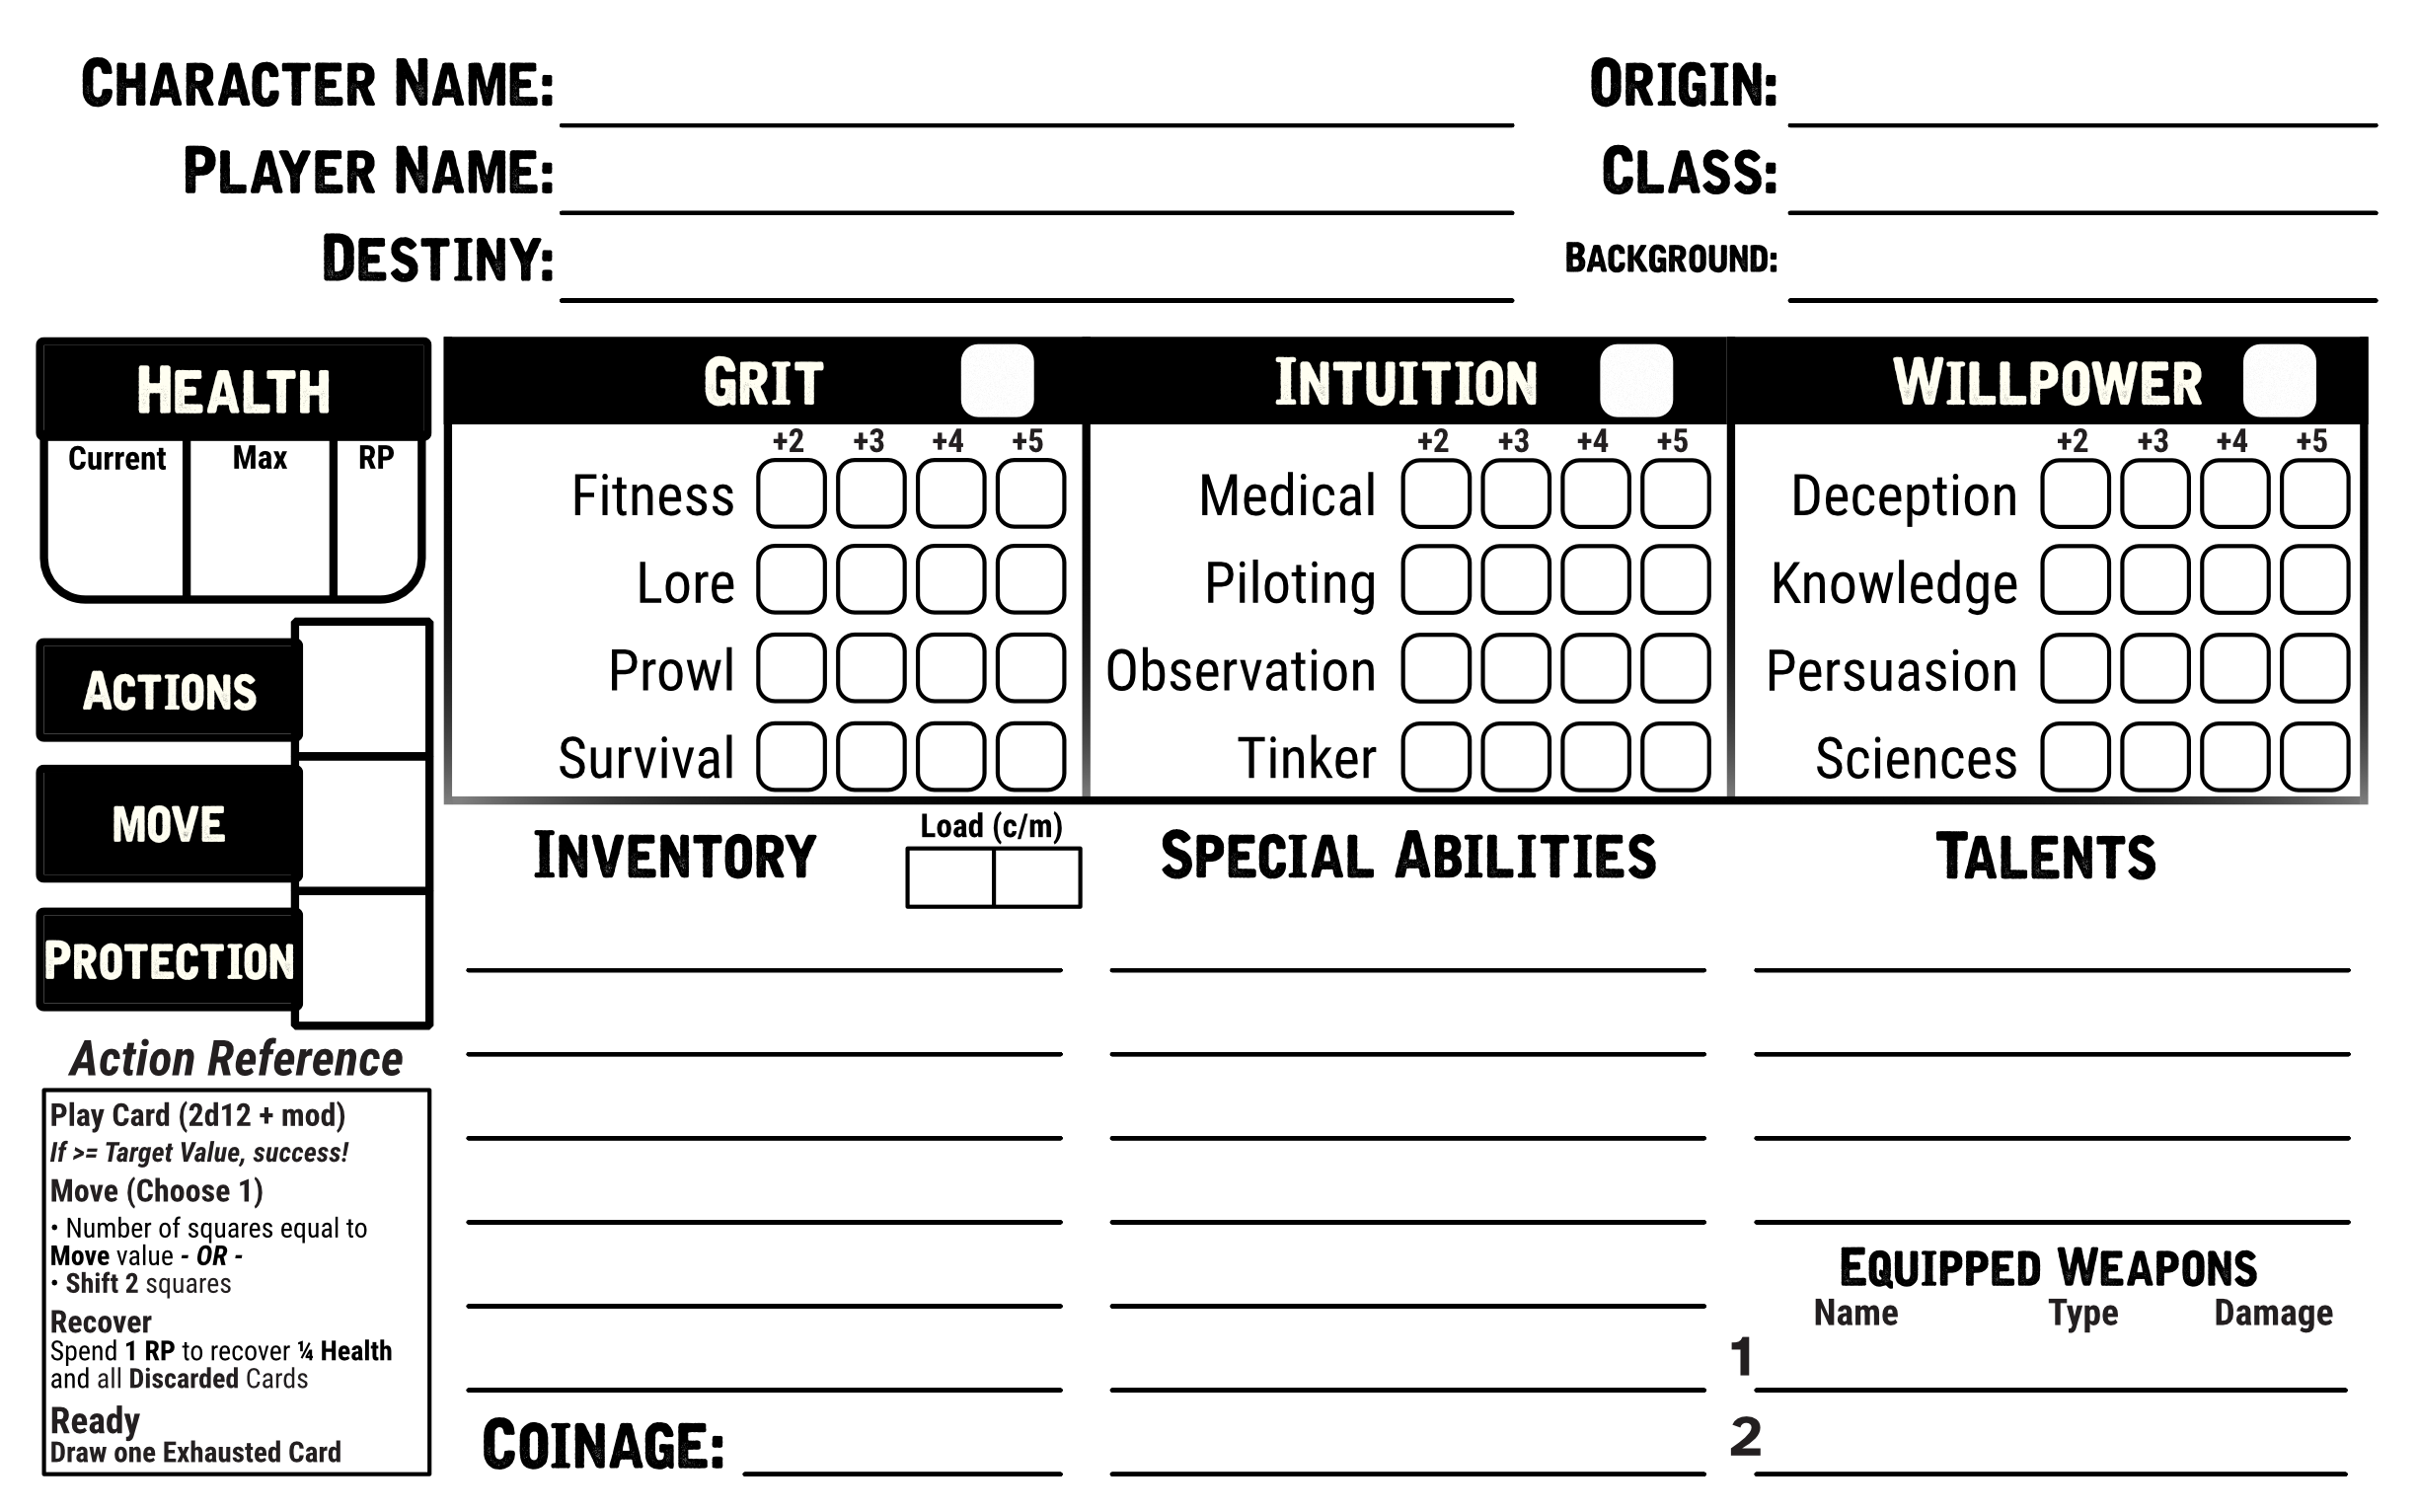 CHARACTER NAME:
ORIGIN:
PLAYER NAME:
CLASS:
DESTINY:
BACKGROUND:
HEALTH
Current Max RP
ACTIONS
MOVE
PROTECTION
Action Reference
Play Card (2d12 + mod)
If >= Target Value, success!
Move (Choose 1)
• Number of squares equal to
Move value - OR -
• Shift 2 squares
Recover
Spend 1 RP to recover ¼ Health
and all Discarded Cards
Ready
Draw one Exhausted Card
GRIT
+2 +3 +4 +5
Fitness
Lore
Prowl
Survival
INTUITION
+2 +3 +4 +5
Medical
Piloting
Observation
Tinker
WILLPOWER
+2 +3 +4 +5
Deception
Knowledge
Persuasion
Sciences
INVENTORY
Load (c/m)
COINAGE:
SPECIAL ABILITIES
TALENTS
EQUIPPED WEAPONS
Name Type Damage
1
2